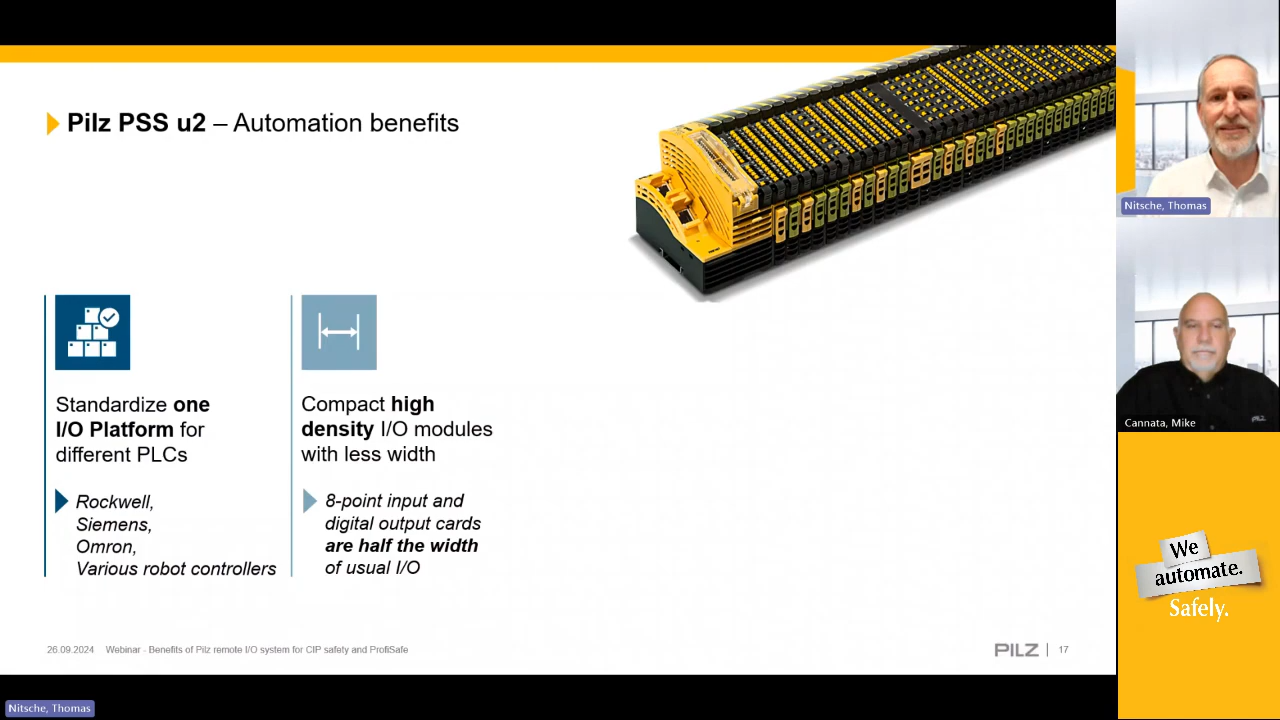 Pilz PSS u2 – Automation benefits
Standardize one
I/O Platform for
different PLCs
Rockwell,
Siemens,
Omron,
Various robot controllers
Compact high
density I/O modules
with less width
8-point input and
digital output cards
are half the width
of usual I/O
26.09.2024 Webinar - Benefits of Pilz remote I/O system for CIP safety and ProfiSafe
PILZ 17
Nitsche, Thomas
Cannata, Mike
PILZ
We
automate.
Safely.
Nitsche, Thomas